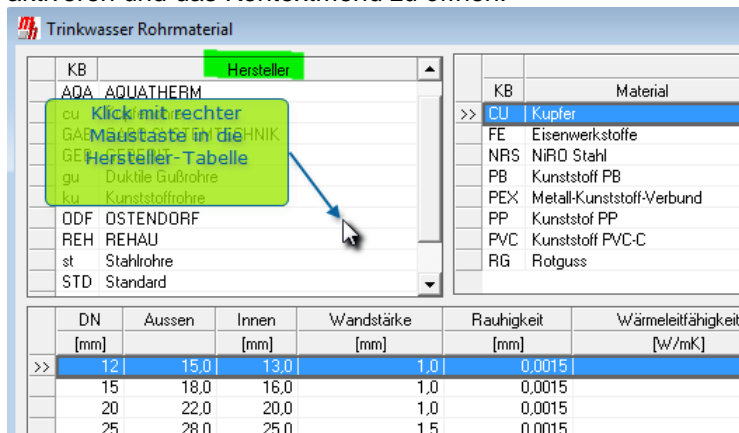 und das Kontextmenü zu öffnen.
Trinkwasser Rohrmaterial
KB Hersteller
AQA AQUATHERM
cu
GAB
GEB
gu Duktile Gußrohre
ku Kunststoffrohre
ODF OSTENDORF
REH REHAU
st Stahlrohre
STD Standard
Klick mit rechter
Maustaste in die
Hersteller-Tabelle
KB Material
>> CU Kupfer
FE Eisenwerkstoffe
NRS NiRO Stahl
PB Kunststoff PB
PEX Metall-Kunststoff-Verbund
PP Kunststof PP
PVC Kunststoff PVC-C
RG Rotguss
DN Aussen Innen Wandstärke Rauhigkeit Wärmeleitfähigkeit
[mm] [mm] [mm] [mm] [W/mK]
>> 12 15,0 13,0 1,0 0,0015
15 18,0 16,0 1,0 0,0015
20 22,0 20,0 1,0 0,0015
25 28,0 25,0 1,5 0,0015